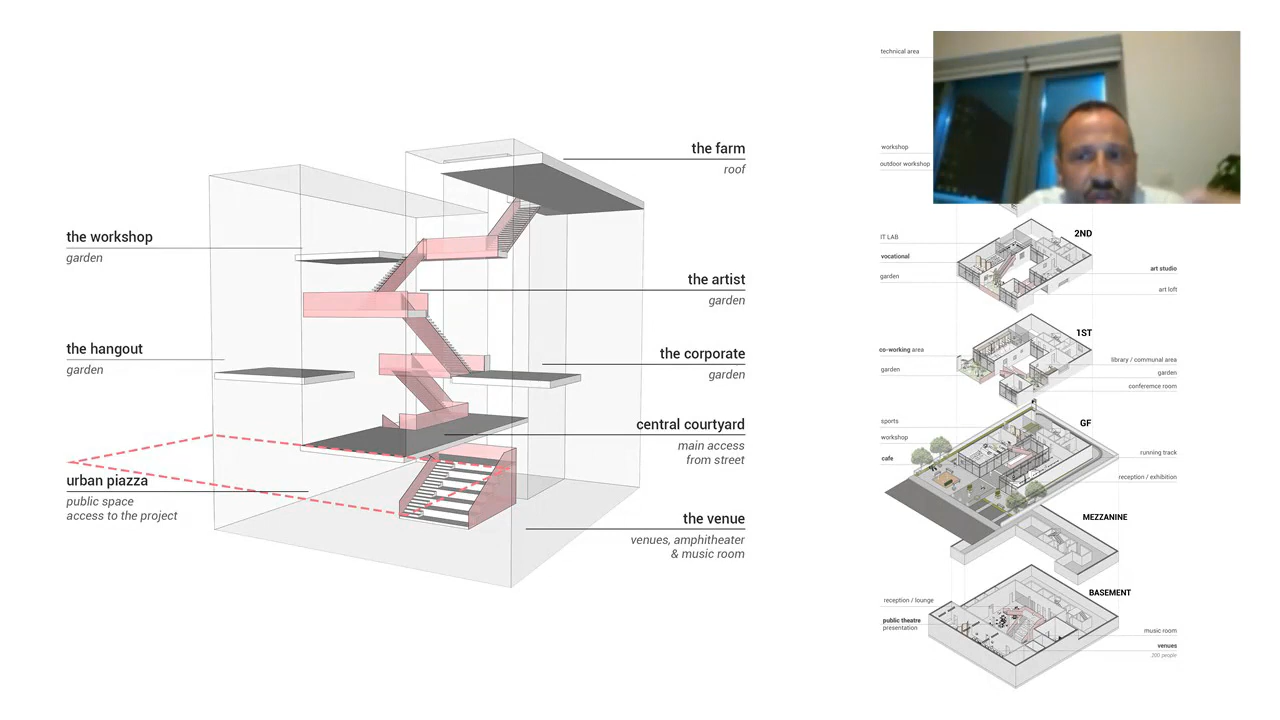 the farm
roof
the workshop
garden
the artist
garden
the hangout
garden
the corporate
garden
central courtyard
main access
from street
urban piazza
public space
access to the project
the venue
venues, amphitheater
& music room
technical area
workshop
outdoor workshop
2ND
IT LAB
vocational
garden
art studio
art loft
1ST
co-working area
garden
library / communal area
garden
conferemce room
GF
sports
workshop
cafe
running track
reception / exhibition
MEZZANINE
BASEMENT
reception / lounge
public theatre
presentation
music room
venues
200 people